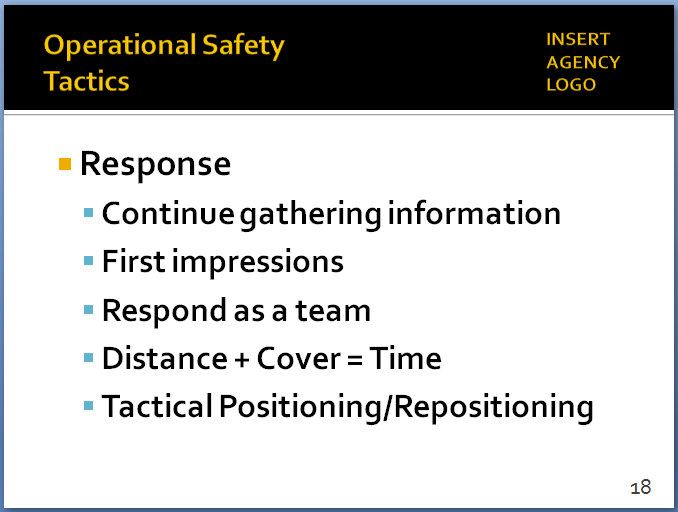 Operational Safety
Tactics
INSERT
AGENCY
LOGO
Response
Continue gathering information
First impressions
Respond as a team
Distance + Cover = Time
Tactical Positioning/Repositioning
18